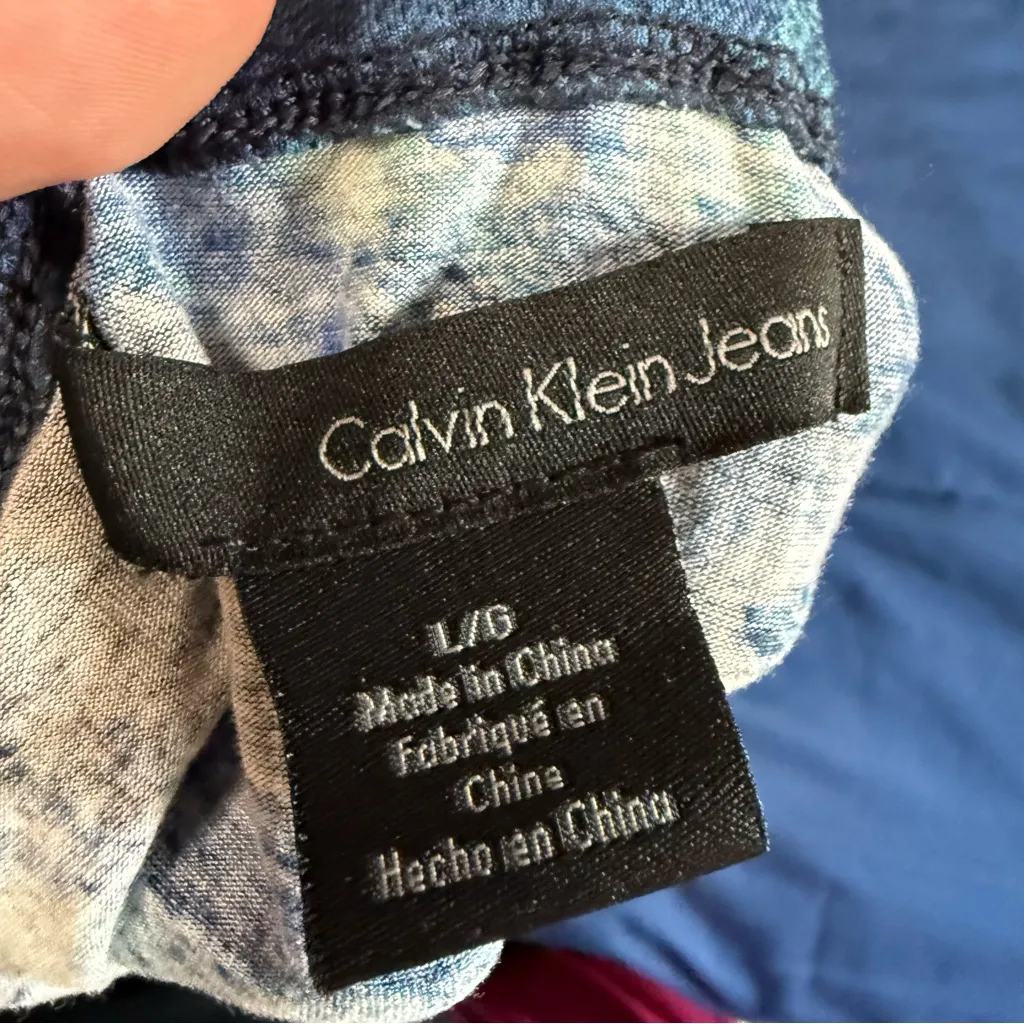 Calvin Klein Jeans
L/G
Made in China
Fabriqué en
Chine
Hecho en China